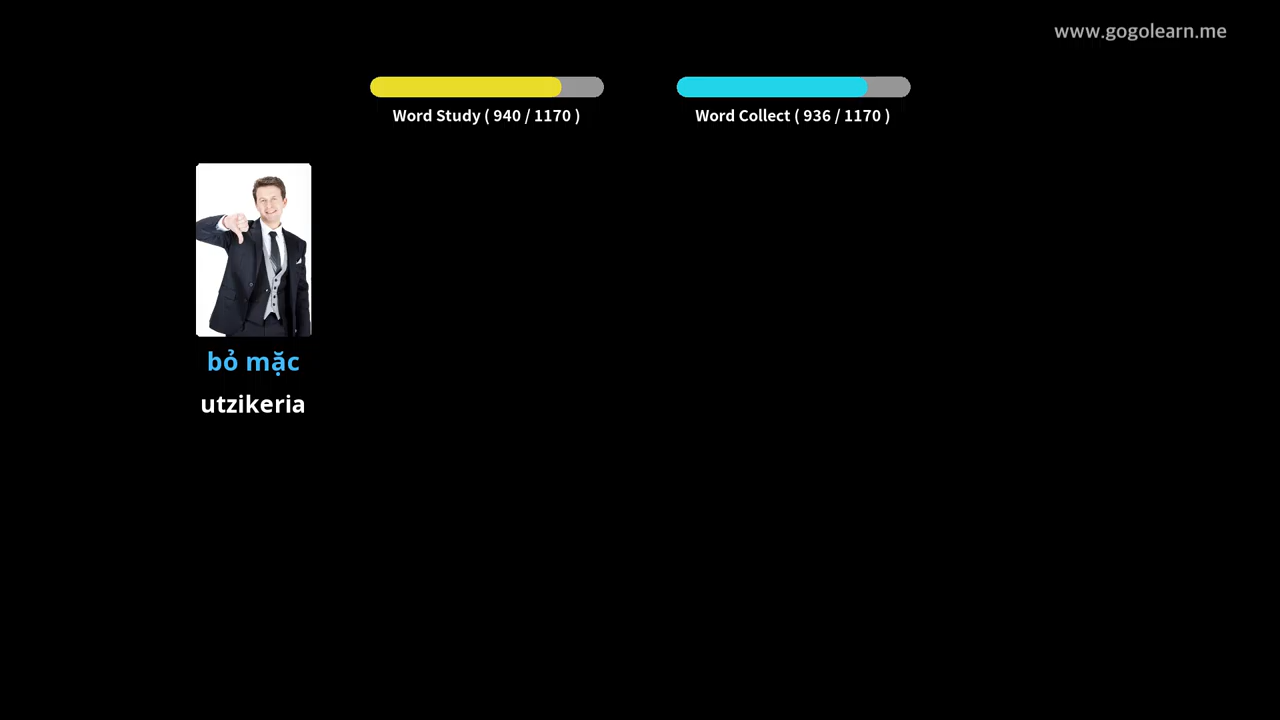 www.gogolearn.me
Word Study ( 940 / 1170 )
Word Collect ( 936 / 1170 )
bỏ mặc
utzikeria